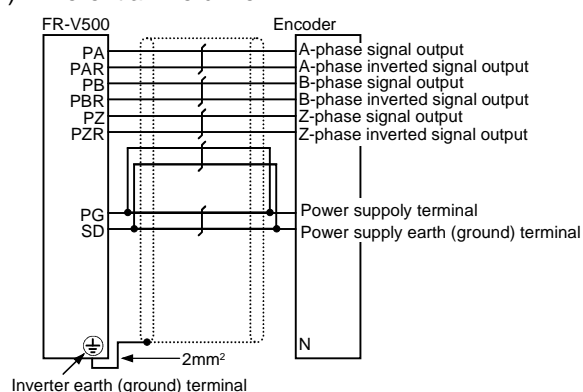 FR-V500 Encoder
PA A-phase signal output
PAR A-phase inverted signal output
PB B-phase signal output
PBR B-phase inverted signal output
PZ Z-phase signal output
PZR Z-phase inverted signal output
PG Power suppoly terminal
SD Power supply earth (ground) terminal
N
2mm²
Inverter earth (ground) terminal